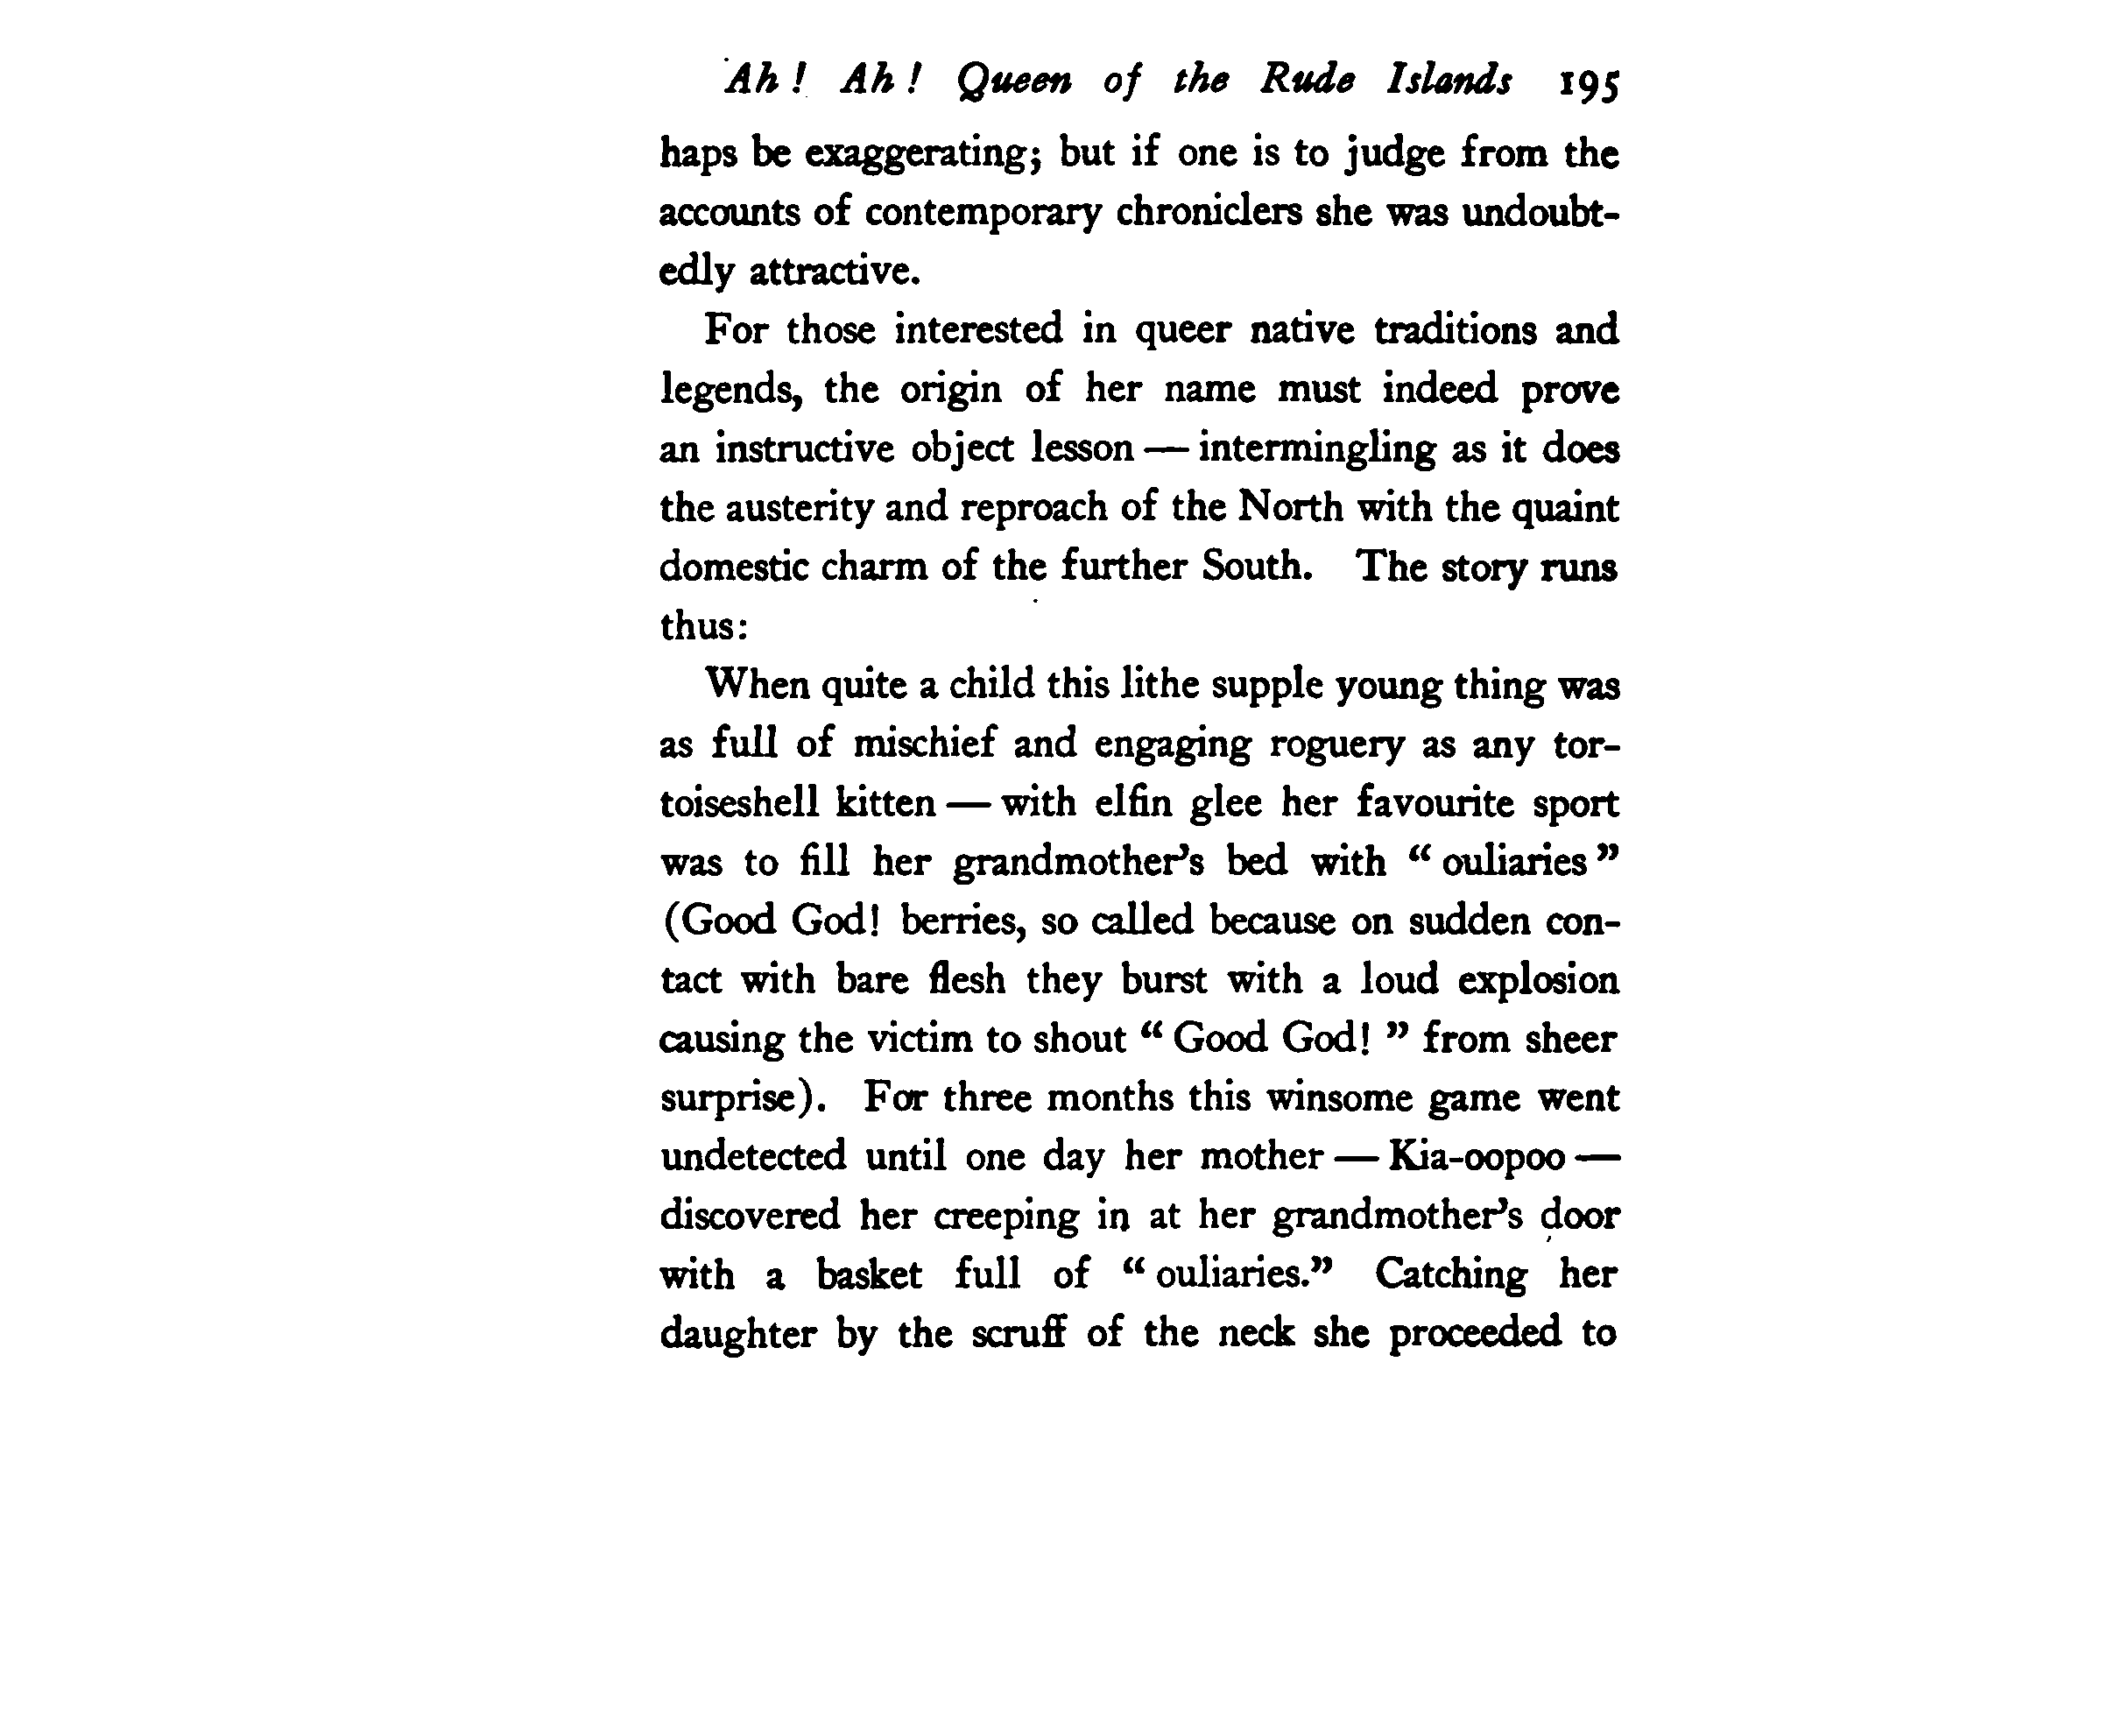 Ah! Ah! Queen of the Rude Islands 195
haps be exaggerating; but if one is to judge from the
accounts of contemporary chroniclers she was undoubt-
edly attractive.
For those interested in queer native traditions and
legends, the origin of her name must indeed prove
an instructive object lesson — intermingling as it does
the austerity and reproach of the North with the quaint
domestic charm of the further South. The story runs
thus:
When quite a child this lithe supple young thing was
as full of mischief and engaging roguery as any tor-
toiseshell kitten — with elfin glee her favourite sport
was to fill her grandmother's bed with “ ouliaries ”
(Good God! berries, so called because on sudden con-
tact with bare flesh they burst with a loud explosion
causing the victim to shout “ Good God! ” from sheer
surprise). For three months this winsome game went
undetected until one day her mother — Kia-oopoo —
discovered her creeping in at her grandmother's door
with a basket full of “ ouliaries.” Catching her
daughter by the scruff of the neck she proceeded to